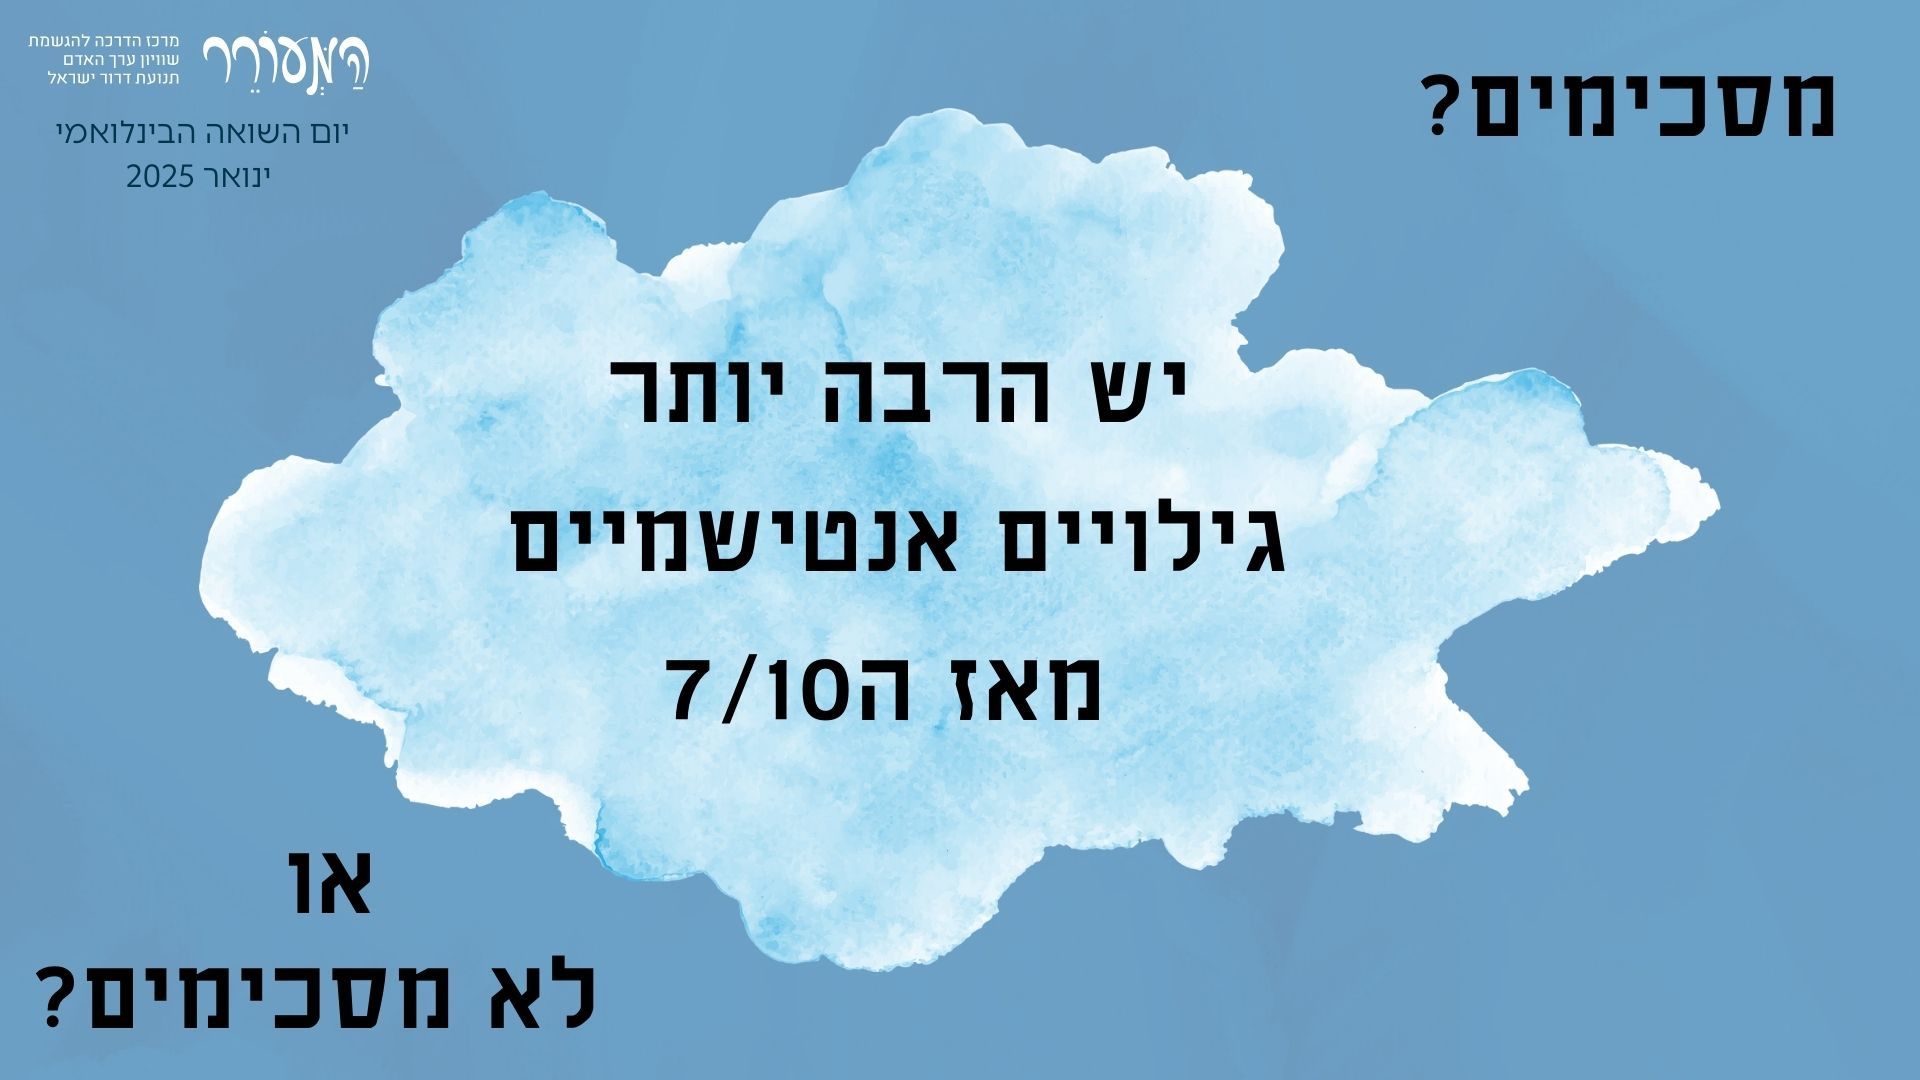 הַמְּעוֹרֵר
מרכז הדרכה להגשמת
שוויון ערך האדם
תנועת דרור ישראל
יום השואה הבינלואמי
ינואר 2025
מסכימים?
יש הרבה יותר
גילויים אנטישמיים
מאז ה7/10
או
לא מסכימים?